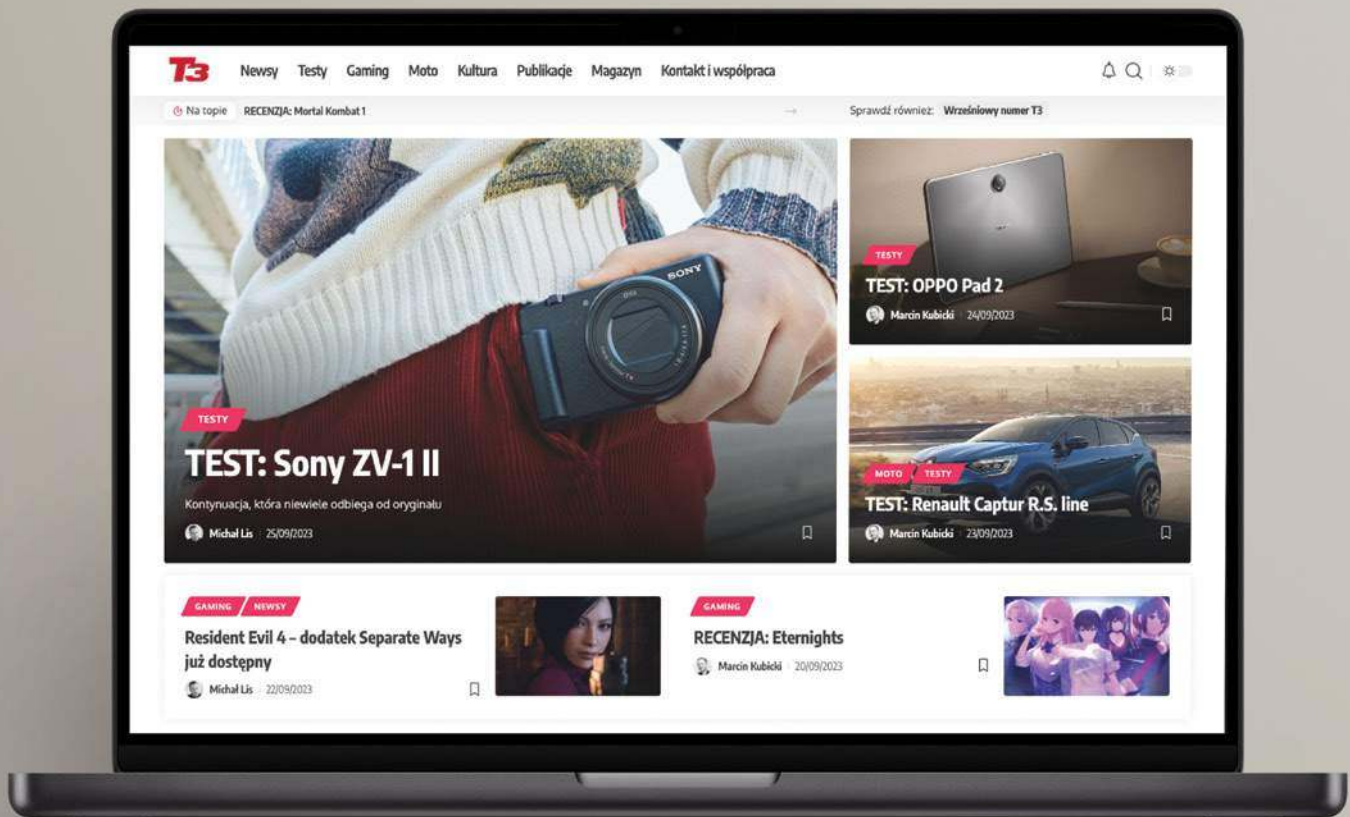 T3
Newsy Testy Gaming Moto Kultura Publikacje Magazyn Kontakt i współpraca
Na topie RECENZJA: Mortal Kombat 1
Sprawdź również: Wrześniowy numer T3
SONY
TESTY
TEST: Sony ZV-1 II
Kontynuacja, która niewiele odbiega od oryginału
Michał Lis 25/09/2023
TESTY
TEST: OPPO Pad 2
Marcin Kubicki 24/09/2023
MOTO TESTY
TEST: Renault Captur R.S. line
Marcin Kubicki 23/09/2023
GAMING NEWSY
Resident Evil 4 – dodatek Separate Ways
już dostępny
Michał Lis 22/09/2023
GAMING
RECENZJA: Eternights
Marcin Kubicki 20/09/2023